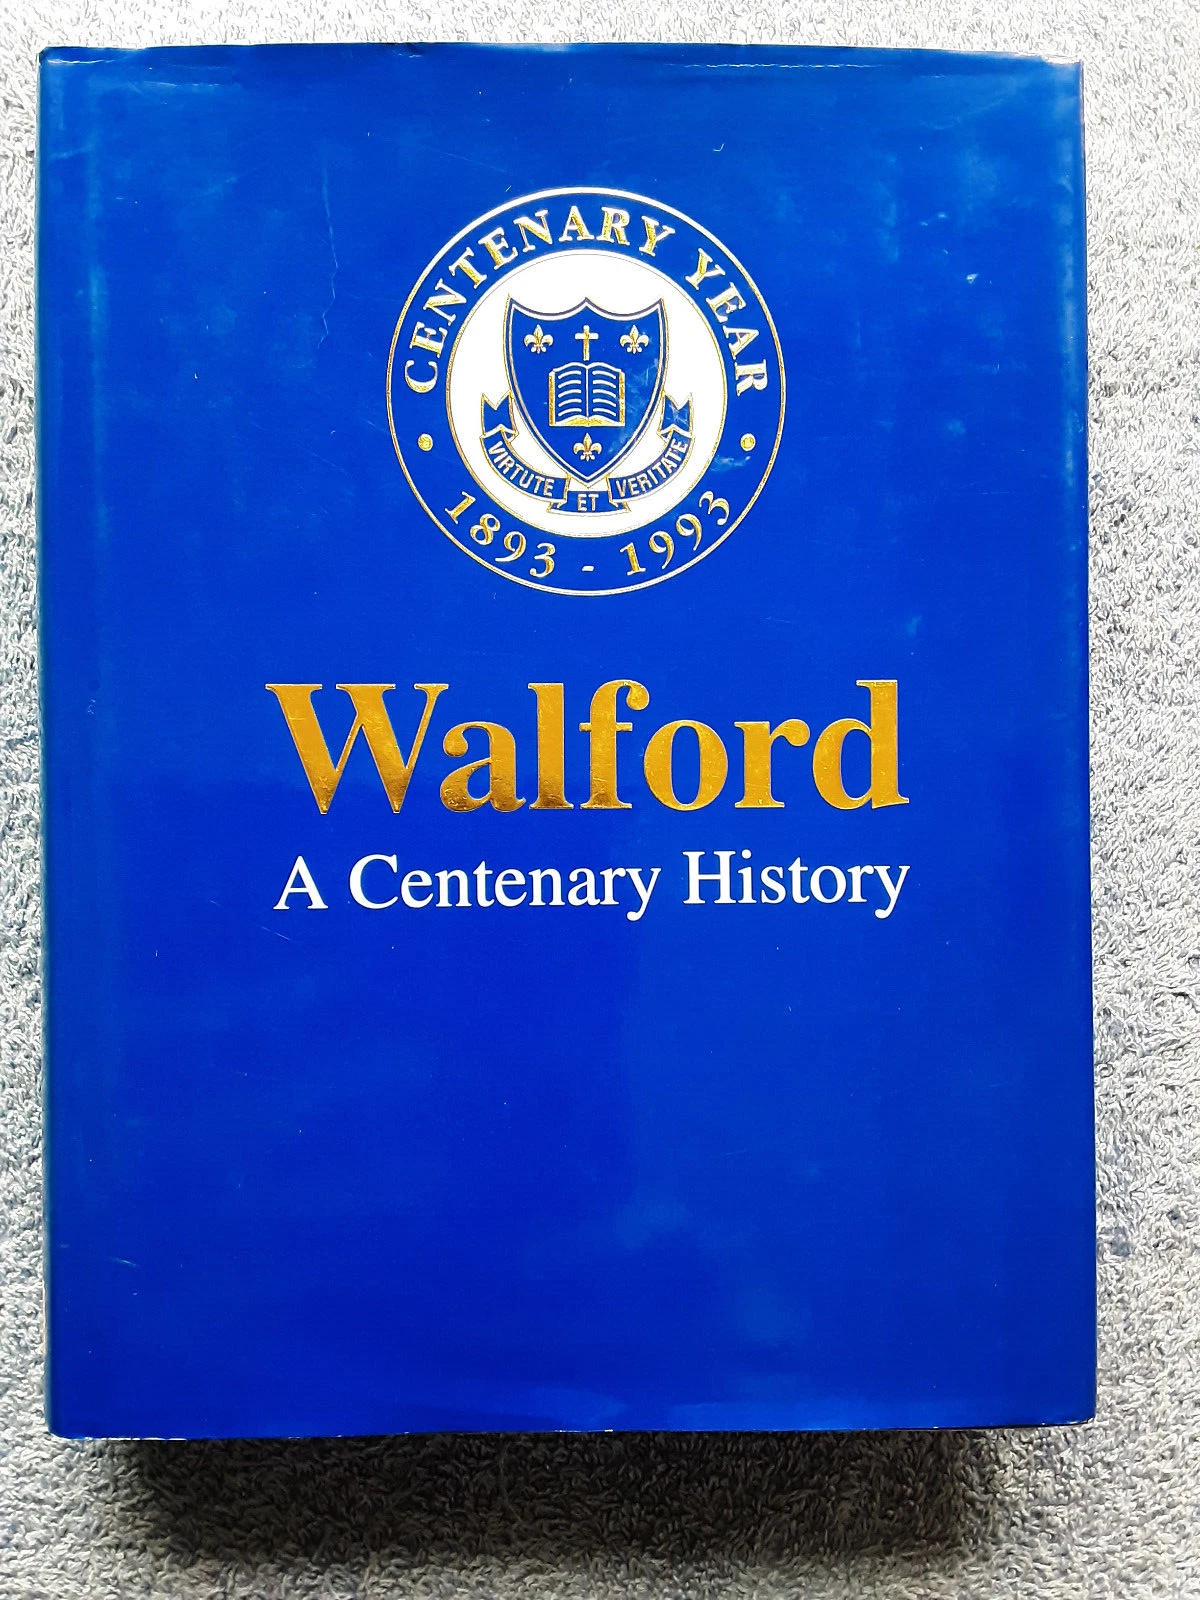 CENTENARY YEAR
VIRTUTE ET VERITATE
• 1893 - 1993 •
Walford
A Centenary History